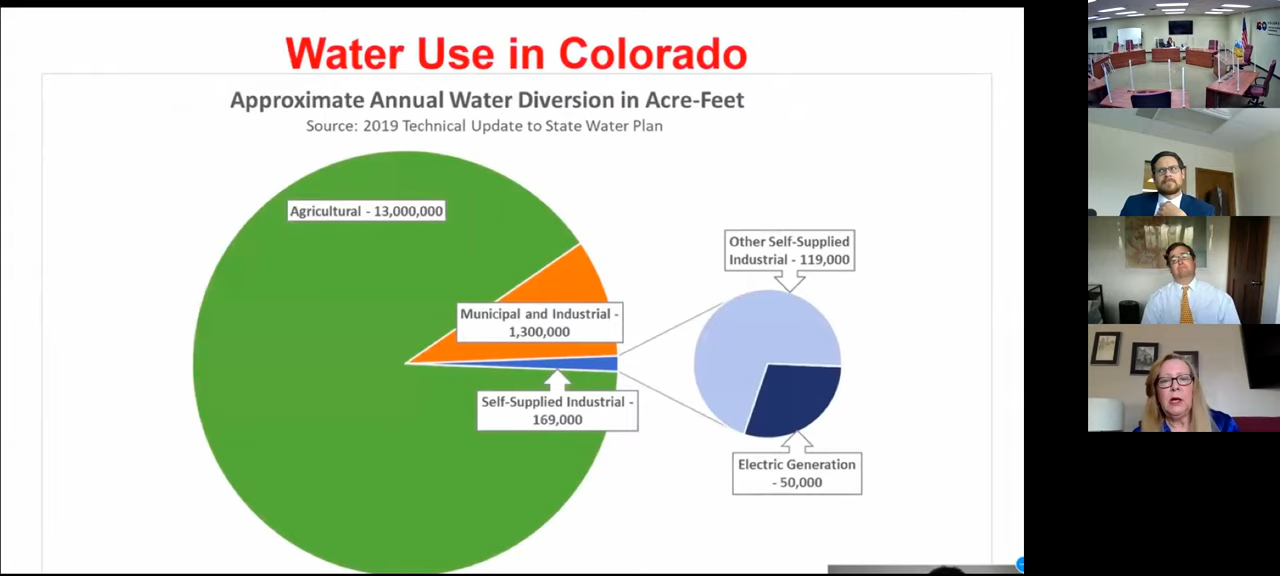 Water Use in Colorado
Approximate Annual Water Diversion in Acre-Feet
Source: 2019 Technical Update to State Water Plan
Agricultural - 13,000,000
Municipal and Industrial -
1,300,000
Self-Supplied Industrial -
169,000
Other Self-Supplied
Industrial - 119,000
Electric Generation
- 50,000